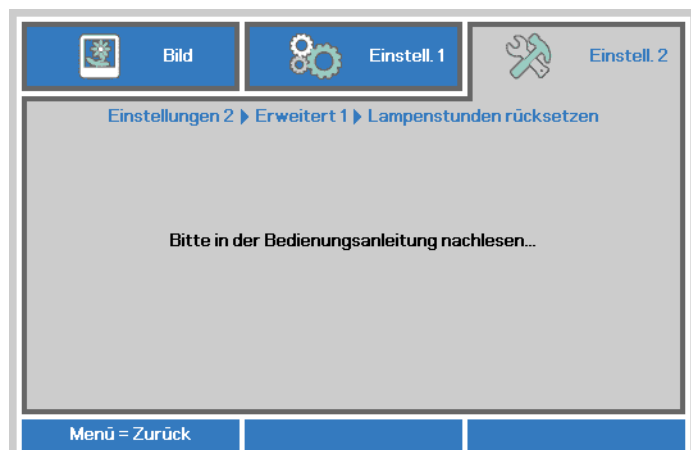 Bild
Einstell. 1
Einstell. 2
Einstellungen 2 ▶ Erweitert 1 ▶ Lampenstunden rücksetzen
Bitte in der Bedienungsanleitung nachlesen...
Menü = Zurück